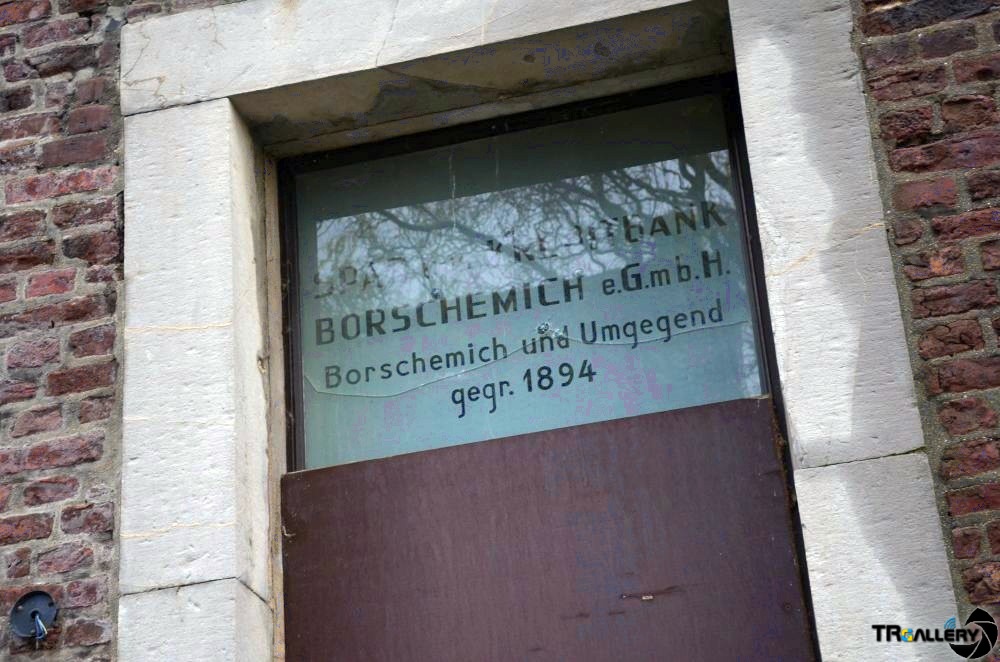 KREDITBANK
BORSCHEMICH e.G.m.b.H.
Borschemich und Umgegend
gegr. 1894
TRGALLERY